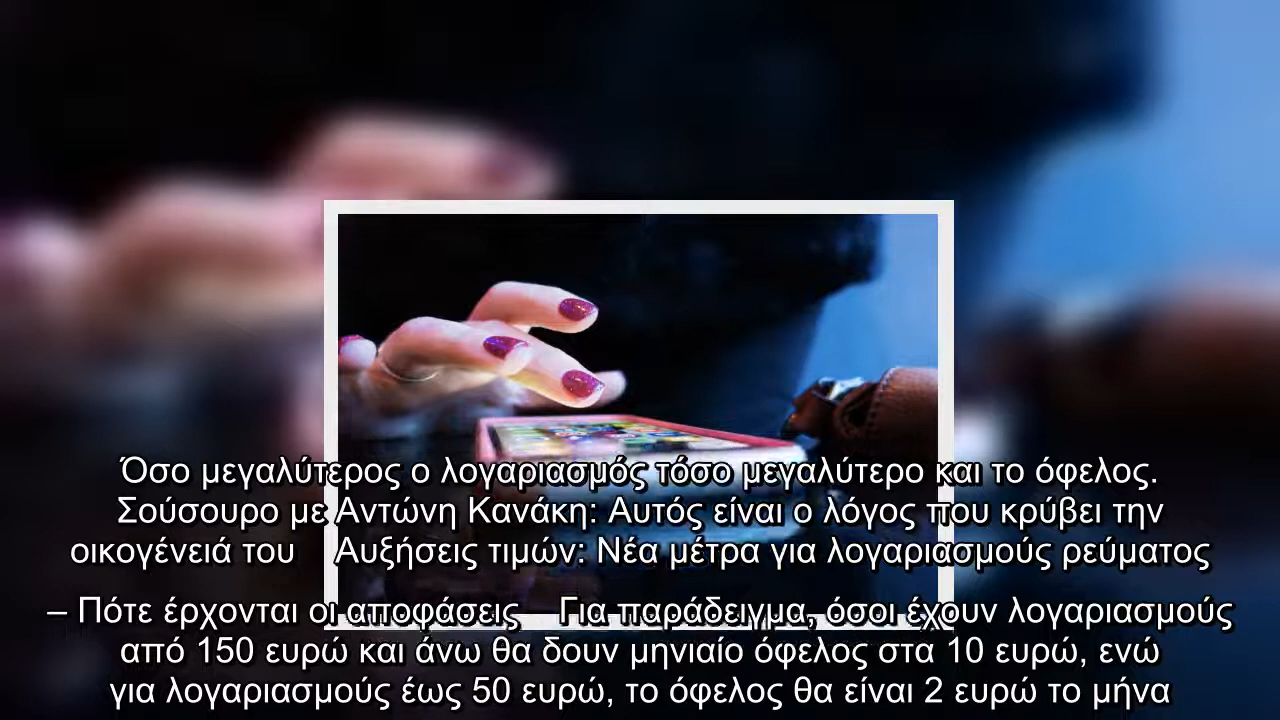 Όσο μεγαλύτερος ο λογαριασμός τόσο μεγαλύτερο και το όφελος.
Σούσουρο με Αντώνη Κανάκη: Αυτός είναι ο λόγος που κρύβει την
οικογένειά του Αυξήσεις τιμών: Νέα μέτρα για λογαριασμούς ρεύματος
– Πότε έρχονται οι αποφάσεις Για παράδειγμα, όσοι έχουν λογαριασμούς
από 150 ευρώ και άνω θα δουν μηνιαίο όφελος στα 10 ευρώ, ενώ
για λογαριασμούς έως 50 ευρώ, το όφελος θα είναι 2 ευρώ το μήνα